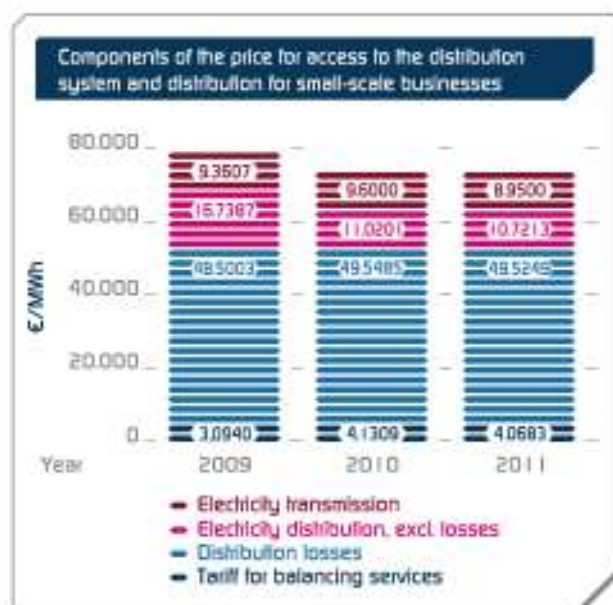 Components of the price for access to the distribution
system and distribution for small-scale businesses
80.000
9.3607
9.6000
8.9500
60.000
16.7387
11.0201
10.7213
48.5003
49.5485
49.5249
40.000
€/MWh
20.000
0
3.0940
4.1309
4.0683
Year
2009
2010
2011
Electricity transmission
Electricity distribution, excl. losses
Distribution losses
Tariff for balancing services